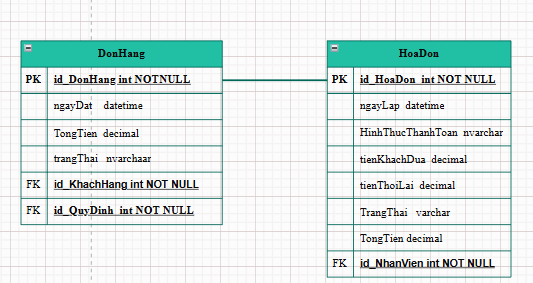 DonHang
PK id_DonHang int NOTNULL
ngayDat datetime
TongTien decimal
trangThai nvarchaar
FK id_KhachHang int NOT NULL
FK id_QuyDinh int NOT NULL
HoaDon
PK id_HoaDon int NOT NULL
ngayLap datetime
HinhThucThanhToan nvarchar
tienKhachDua decimal
tienThoiLai decimal
TrangThai varchar
TongTien decimal
FK id_NhanVien int NOT NULL